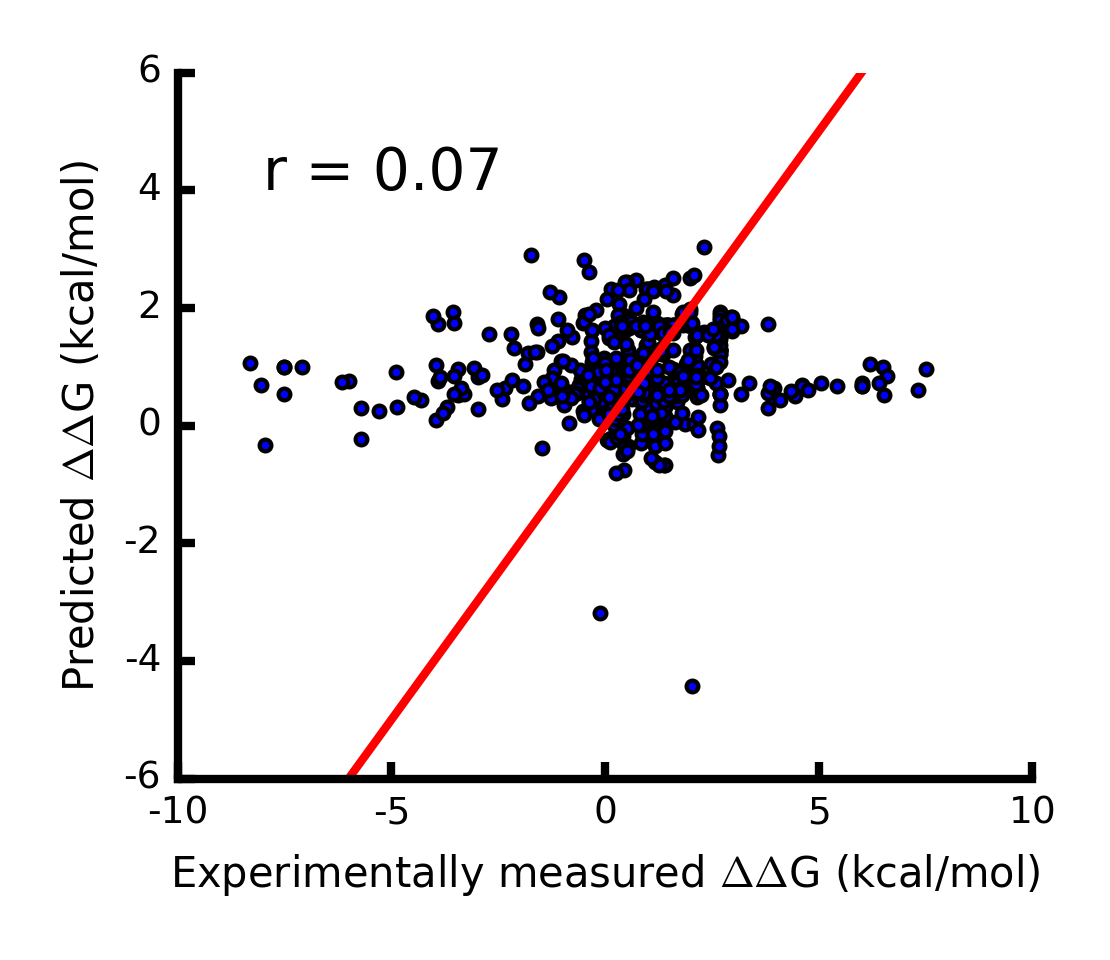 r = 0.07
6
4
2
0
-2
-4
-6
Predicted ΔΔG (kcal/mol)
-10 -5 0 5 10
Experimentally measured ΔΔG (kcal/mol)